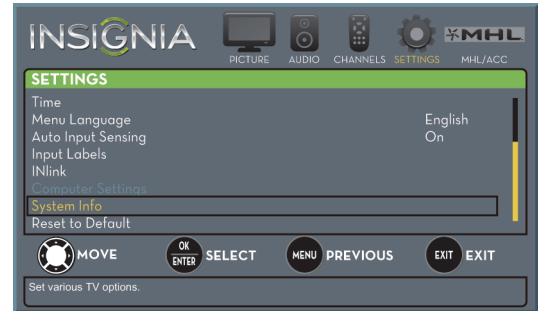 INSIGNIA
PICTURE AUDIO CHANNELS SETTINGS MHL MHL/ACC
SETTINGS
Time
Menu Language English
Auto Input Sensing On
Input Labels
INlink
Computer Settings
System Info
Reset to Default
MOVE OK ENTER SELECT MENU PREVIOUS EXIT EXIT
Set various TV options.